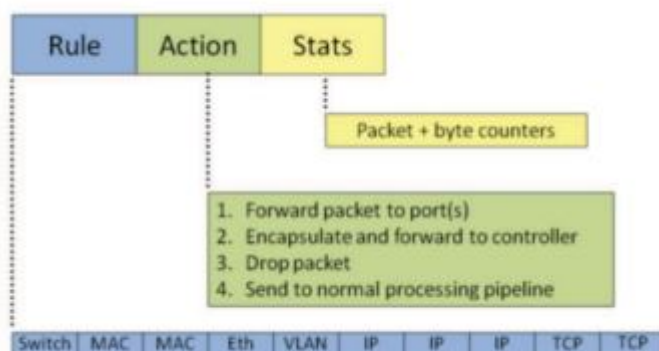 Rule Action Stats
Packet + byte counters
1. Forward packet to port(s)
2. Encapsulate and forward to controller
3. Drop packet
4. Send to normal processing pipeline
Switch MAC MAC Eth VLAN IP IP IP TCP TCP